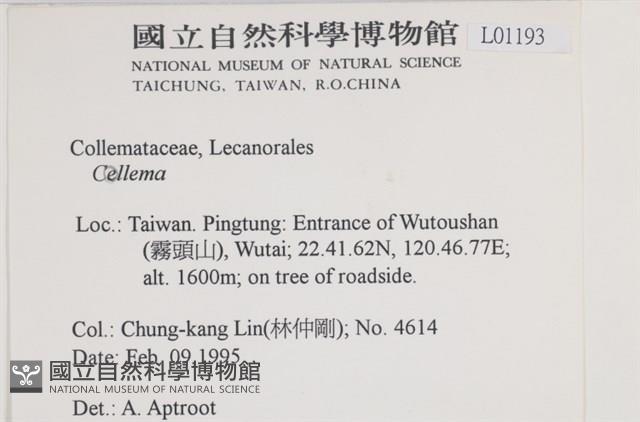 國立自然科學博物館
L01193
NATIONAL MUSEUM OF NATURAL SCIENCE
TAICHUNG, TAIWAN, R.O.CHINA
Collemataceae, Lecanorales
Cellema
Loc.: Taiwan. Pingtung: Entrance of Wutoushan
(霧頭山), Wutai; 22.41.62N, 120.46.77E;
alt. 1600m; on tree of roadside.
Col.: Chung-kang Lin(林仲剛); No. 4614
Date: Feb. 09.1995
國立自然科學博物館
NATIONAL MUSEUM OF NATURAL SCIENCE
Det.: A. Aptroot